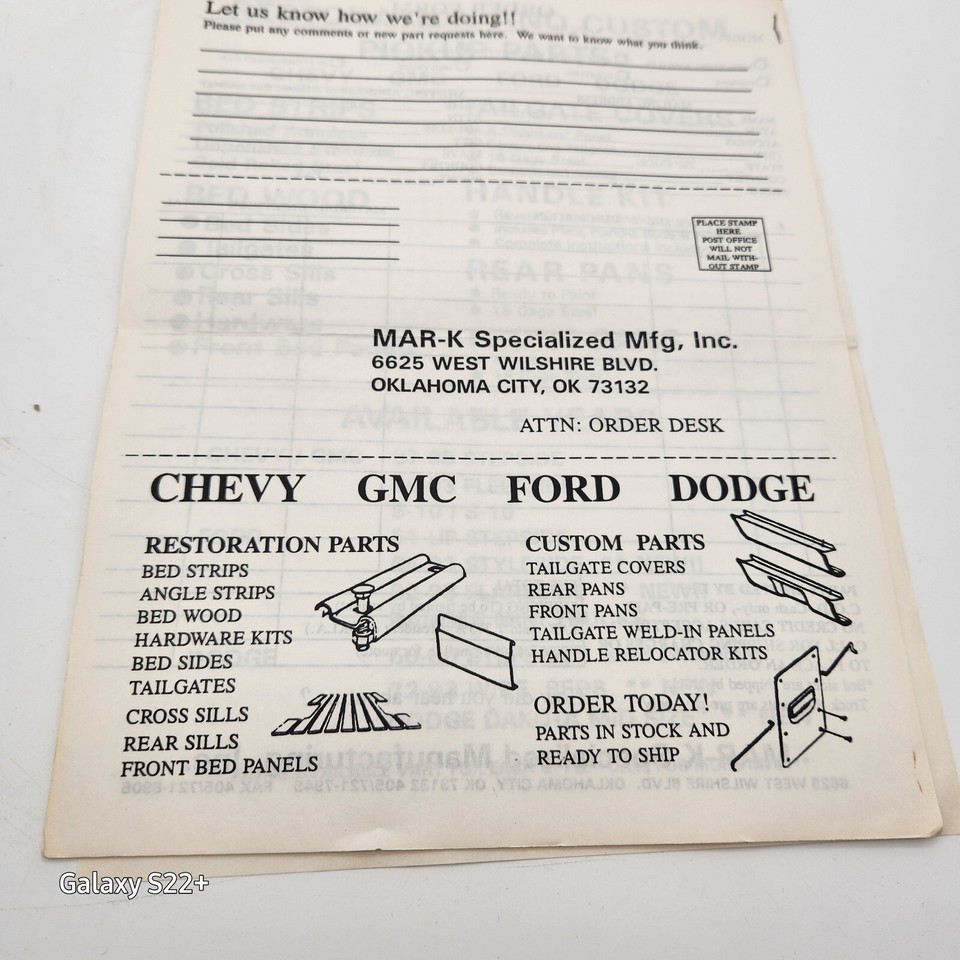 Let us know how we're doing!!
Please put any comments or new part requests here. We want to know what you think.
PLACE STAMP
HERE
POST OFFICE
WILL NOT
MAIL WITH-
OUT STAMP
MAR-K Specialized Mfg, Inc.
6625 WEST WILSHIRE BLVD.
OKLAHOMA CITY, OK 73132
ATTN: ORDER DESK
CHEVY GMC FORD DODGE
RESTORATION PARTS
BED STRIPS
ANGLE STRIPS
BED WOOD
HARDWARE KITS
BED SIDES
TAILGATES
CROSS SILLS
REAR SILLS
FRONT BED PANELS
CUSTOM PARTS
TAILGATE COVERS
REAR PANS
FRONT PANS
TAILGATE WELD-IN PANELS
HANDLE RELOCATOR KITS
ORDER TODAY!
PARTS IN STOCK AND
READY TO SHIP
Galaxy S22+